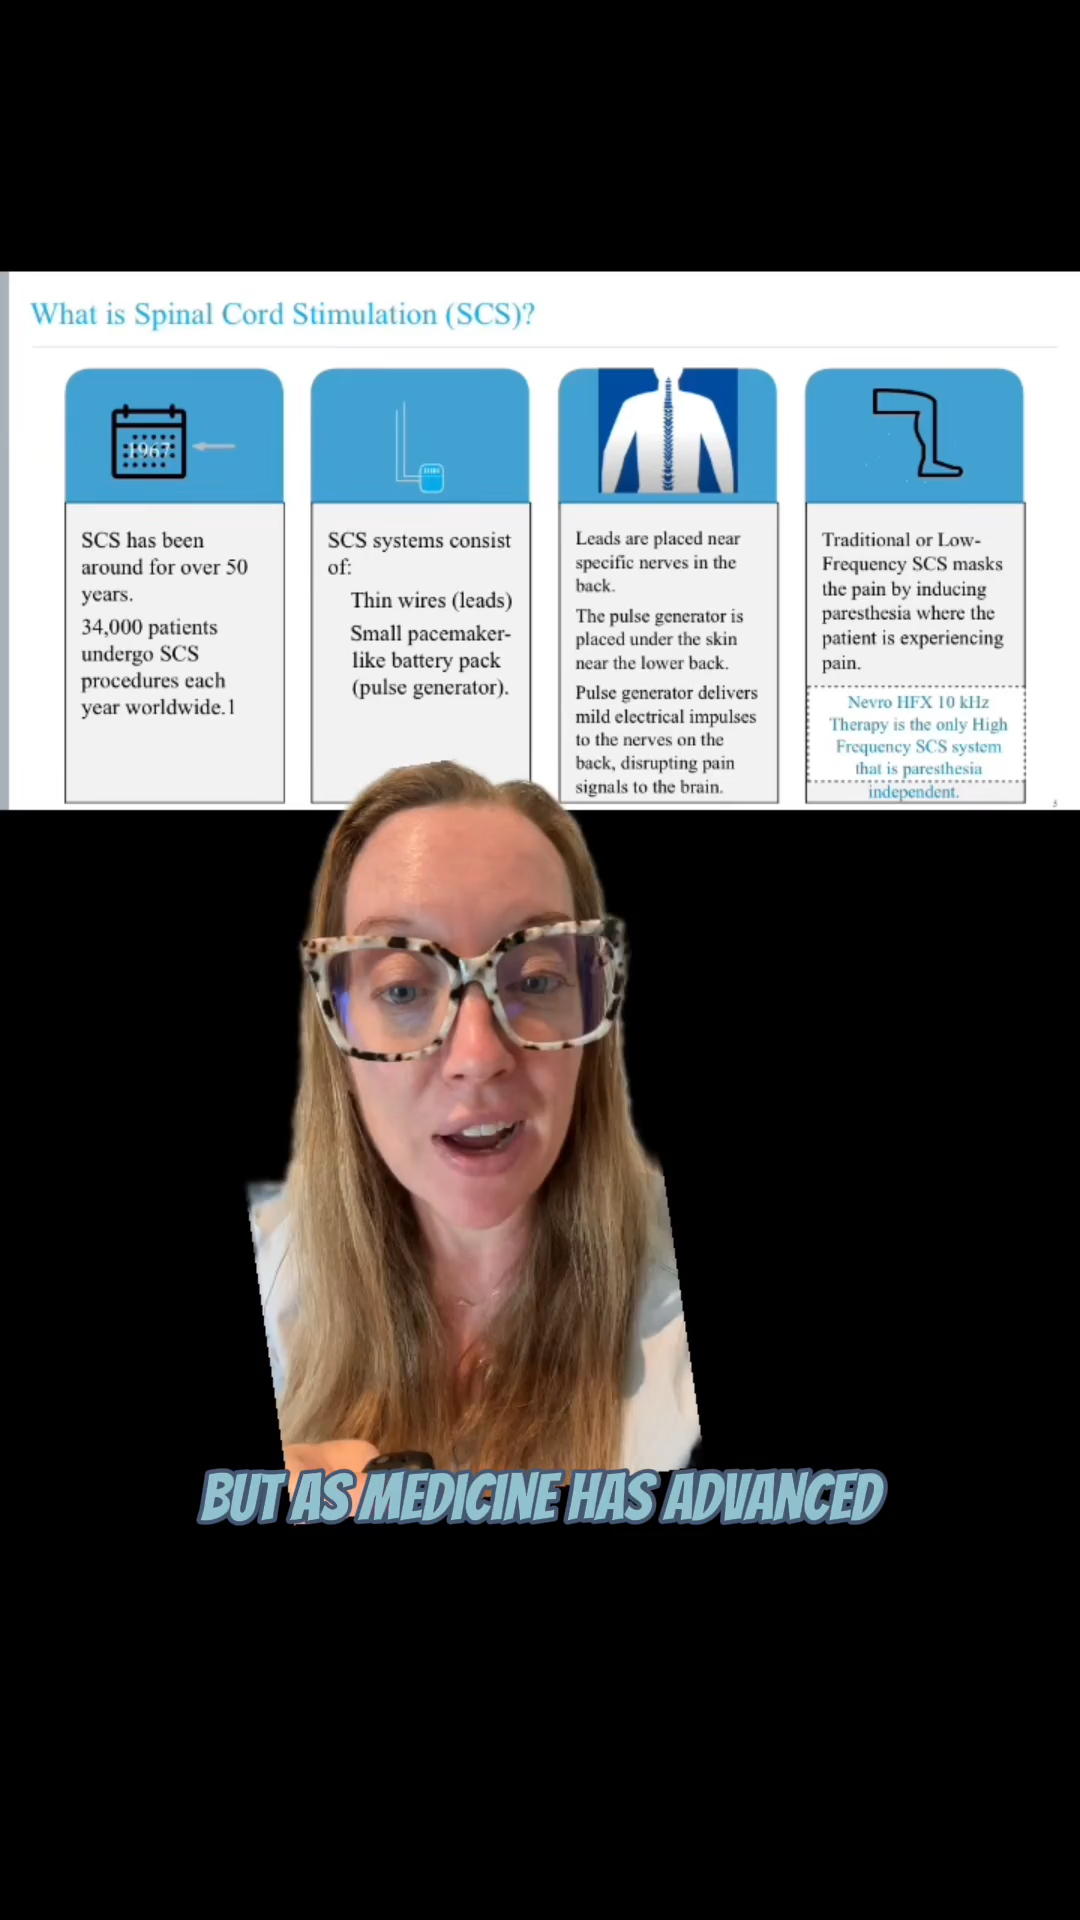 What is Spinal Cord Stimulation (SCS)?
1967
SCS has been
around for over 50
years.
34,000 patients
undergo SCS
procedures each
year worldwide.1
SCS systems consist
of:
Thin wires (leads)
Small pacemaker-
like battery pack
(pulse generator).
Leads are placed near
specific nerves in the
back.
The pulse generator is
placed under the skin
near the lower back.
Pulse generator delivers
mild electrical impulses
to the nerves on the
back, disrupting pain
signals to the brain.
Traditional or Low-
Frequency SCS masks
the pain by inducing
paresthesia where the
patient is experiencing
pain.
Nevro HFX 10 kHz
Therapy is the only High
Frequency SCS system
that is paresthesia
independent.
BUT AS MEDICINE HAS ADVANCED